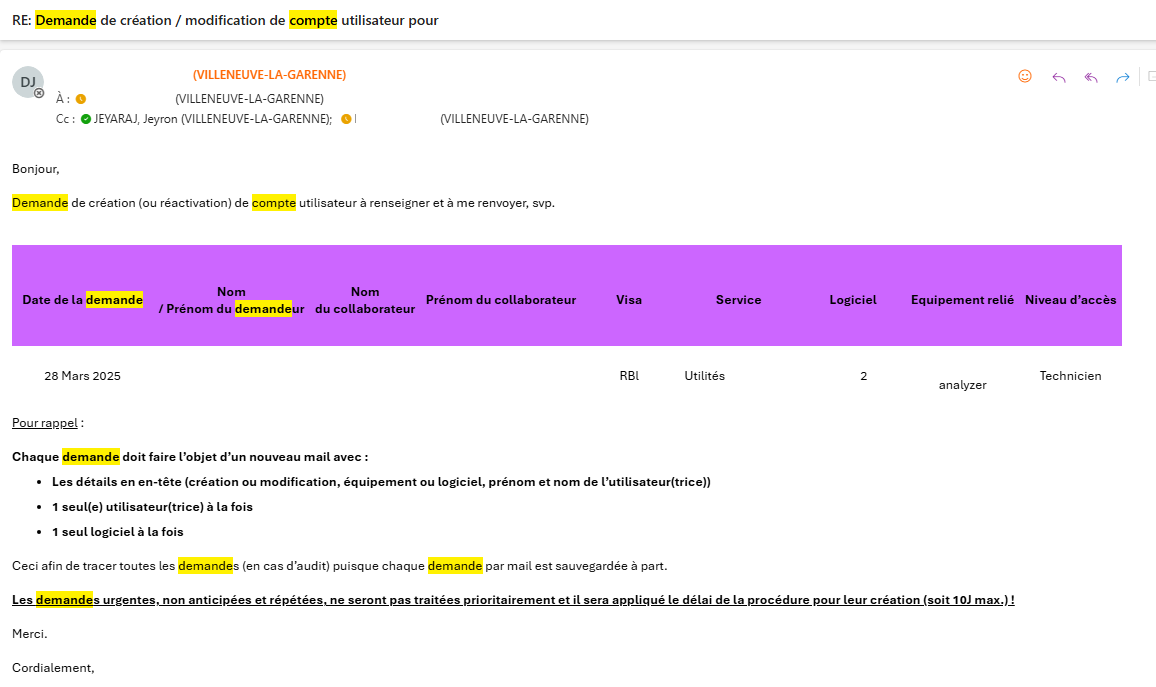 RE: Demande de création / modification de compte utilisateur pour
DJ
(VILLENEUVE-LA-GARENNE)
À : (VILLENEUVE-LA-GARENNE)
Cc : JEYARAJ, Jeyron (VILLENEUVE-LA-GARENNE); (VILLENEUVE-LA-GARENNE)
Bonjour,
Demande de création (ou réactivation) de compte utilisateur à renseigner et à me renvoyer, svp.
Date de la demande
Nom
/ Prénom du demandeur
Nom
du collaborateur
Prénom du collaborateur
Visa
Service
Logiciel
Equipement relié
Niveau d’accès
28 Mars 2025
RBl
Utilités
2
analyzer
Technicien
Pour rappel :
Chaque demande doit faire l’objet d’un nouveau mail avec :
• Les détails en en-tête (création ou modification, équipement ou logiciel, prénom et nom de l’utilisateur(trice))
• 1 seul(e) utilisateur(trice) à la fois
• 1 seul logiciel à la fois
Ceci afin de tracer toutes les demandes (en cas d’audit) puisque chaque demande par mail est sauvegardée à part.
Les demandes urgentes, non anticipées et répétées, ne seront pas traitées prioritairement et il sera appliqué le délai de la procédure pour leur création (soit 10J max.) !
Merci.
Cordialement,